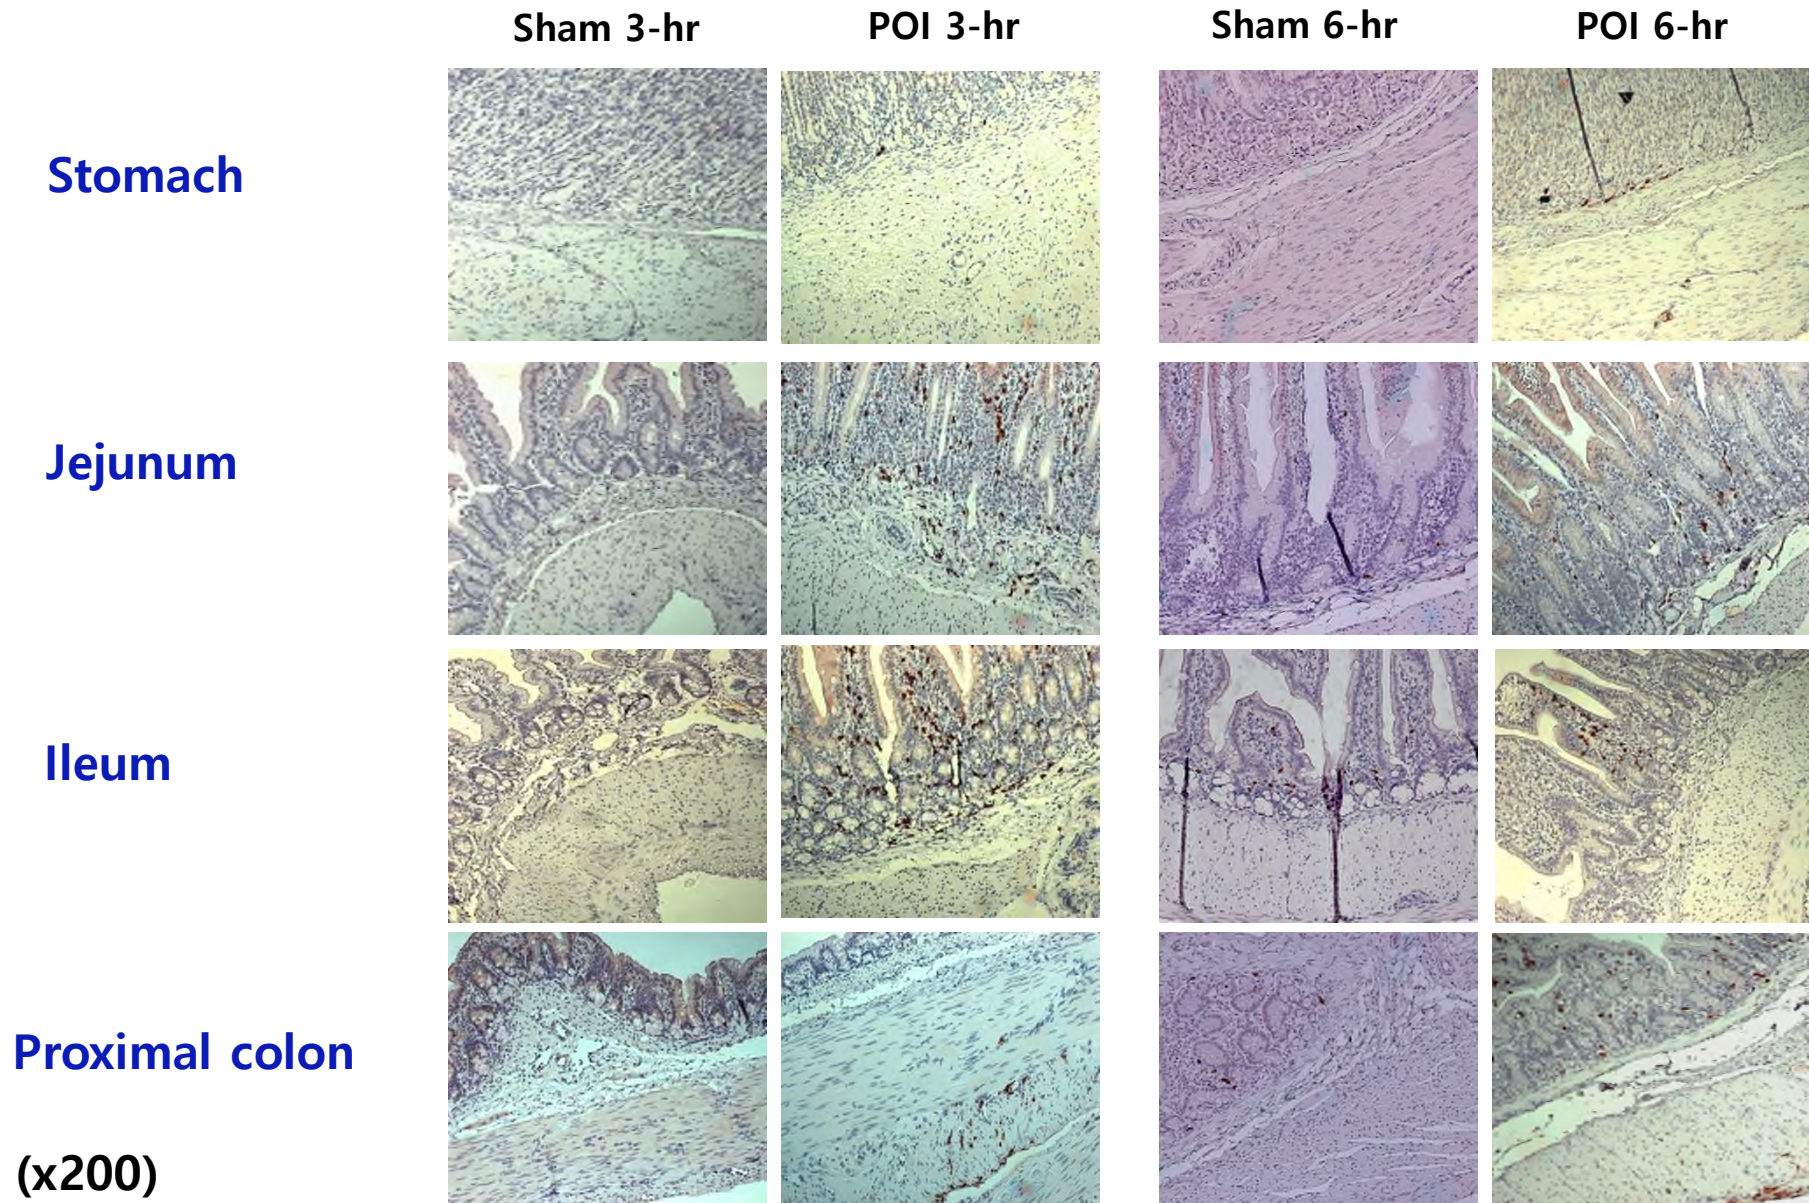 Sham 3-hr POI 3-hr Sham 6-hr POI 6-hr
Stomach
Jejunum
Ileum
Proximal colon
(x200)